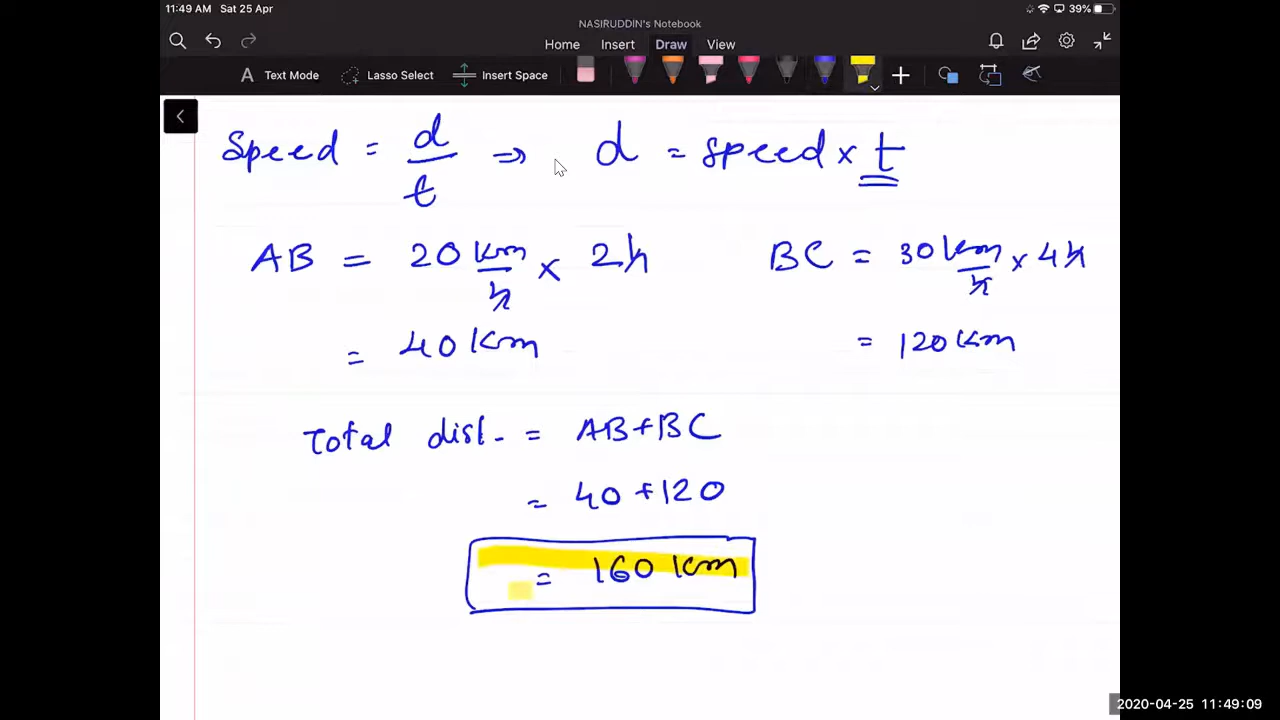 11:49 AM Sat 25 Apr
39%
NASIRUDDIN's Notebook
Home Insert Draw View
A Text Mode Lasso Select Insert Space
Speed = d/t ⇒ d = speed × t
AB = 20 Km/h × 2h BC = 30 Km/h × 4h
= 40 Km = 120 Km
Total dist. = AB+BC
= 40 + 120
= 160 Km
2020-04-25 11:49:09